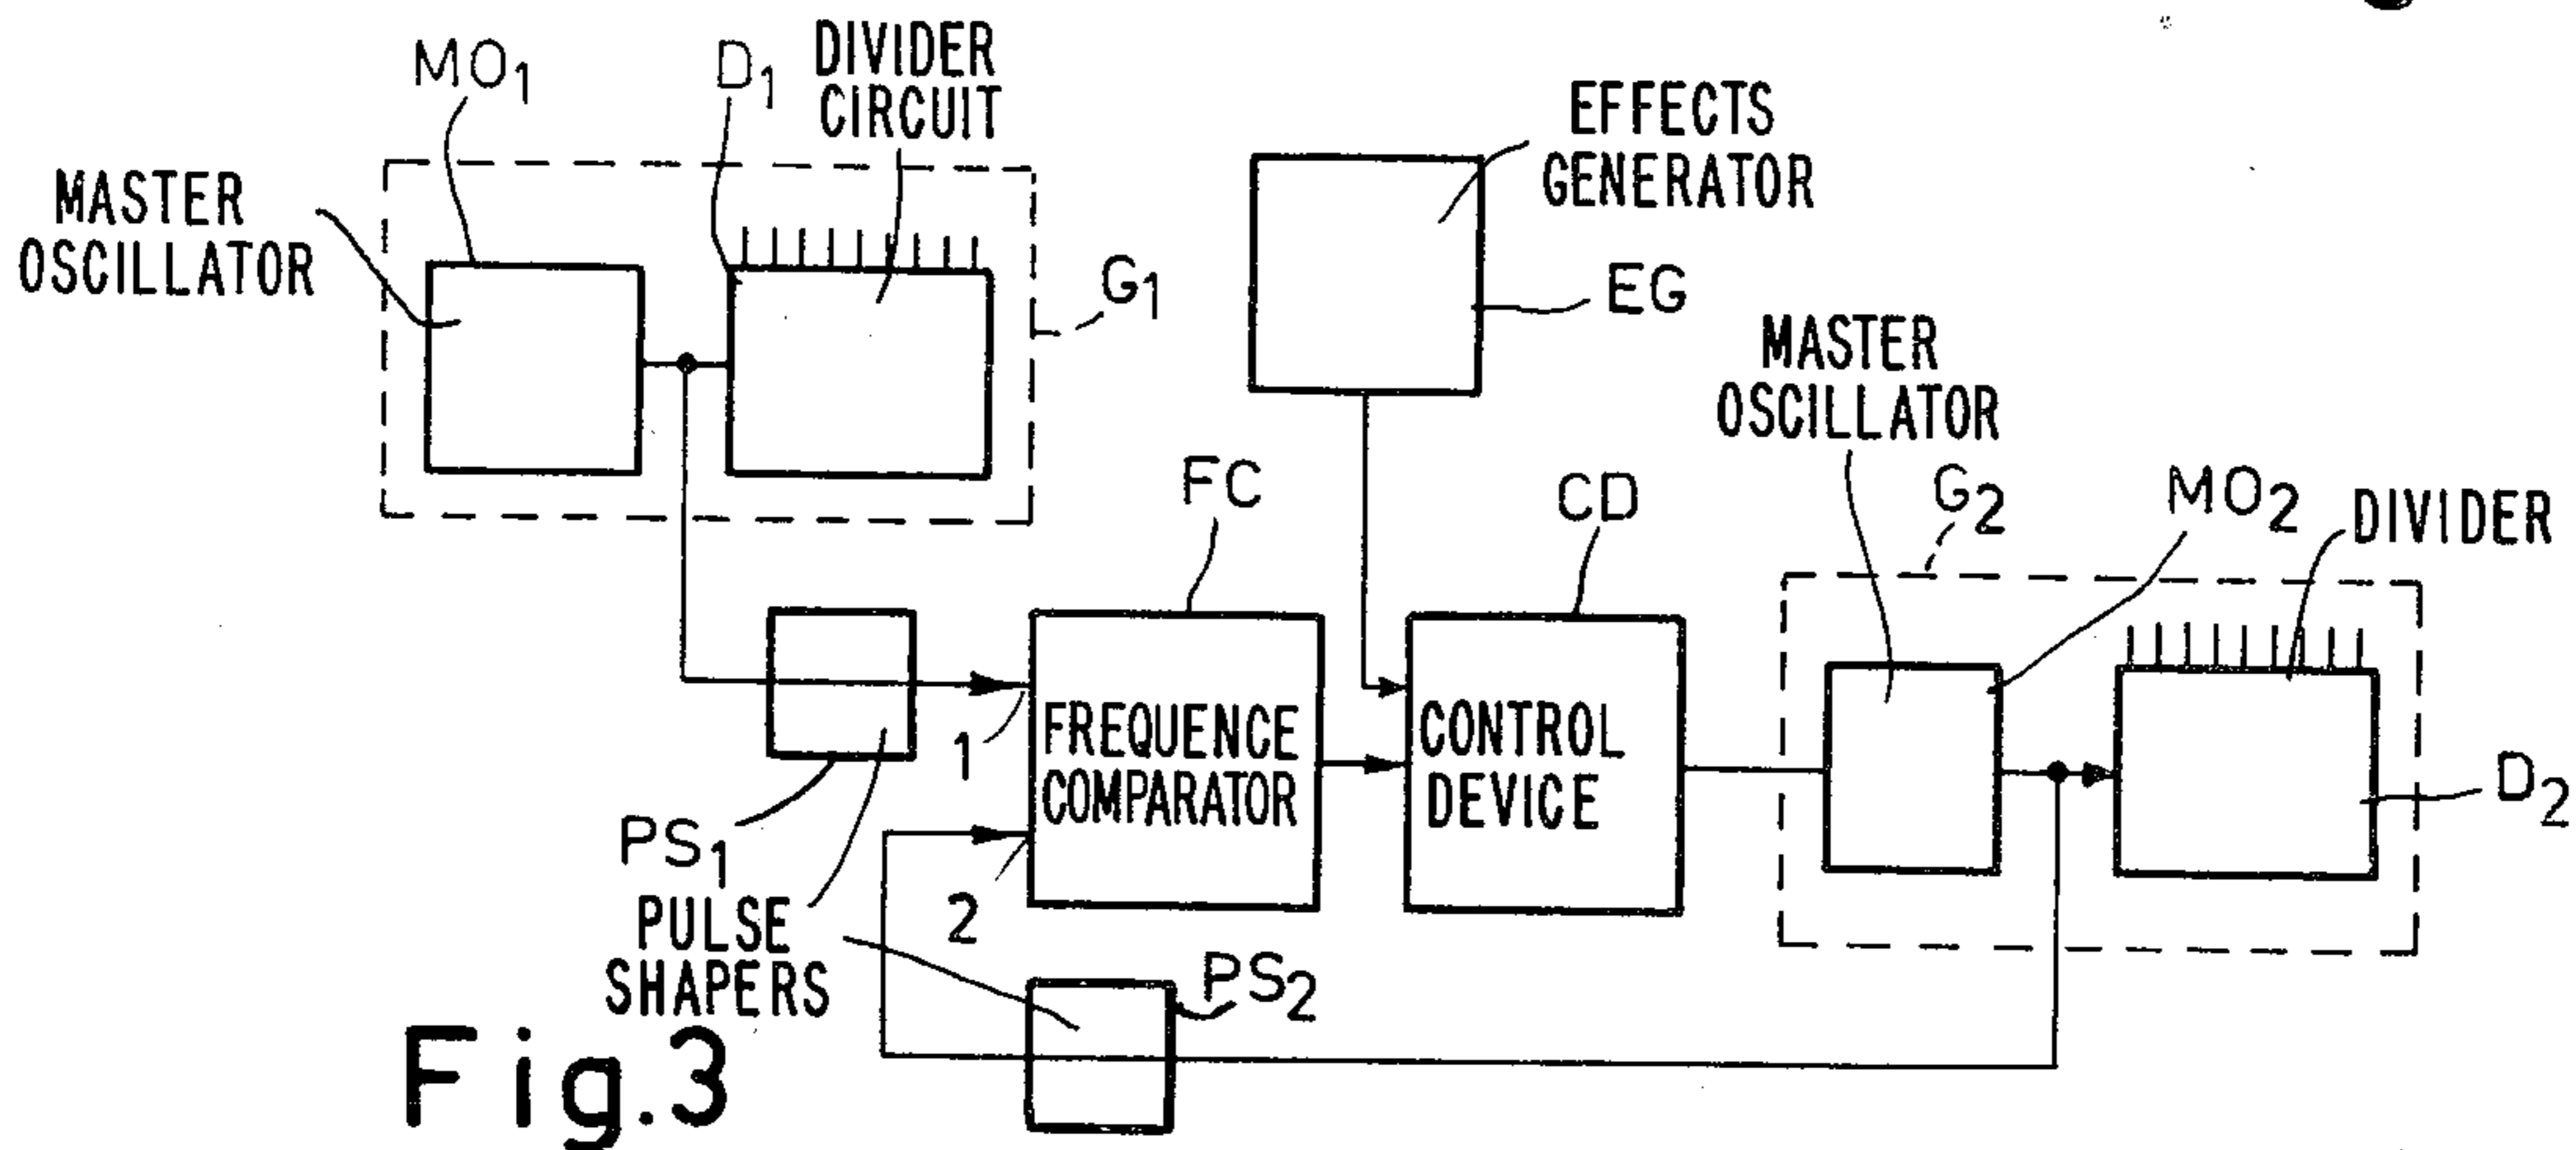 MO1
D1
DIVIDER
CIRCUIT
MASTER
OSCILLATOR
G1
EFFECTS
GENERATOR
EG
MASTER
OSCILLATOR
G2
MO2
DIVIDER
FC
CD
1
FREQUENCE
COMPARATOR
CONTROL
DEVICE
D2
PS1
2
PULSE
SHAPERS
PS2
Fig.3